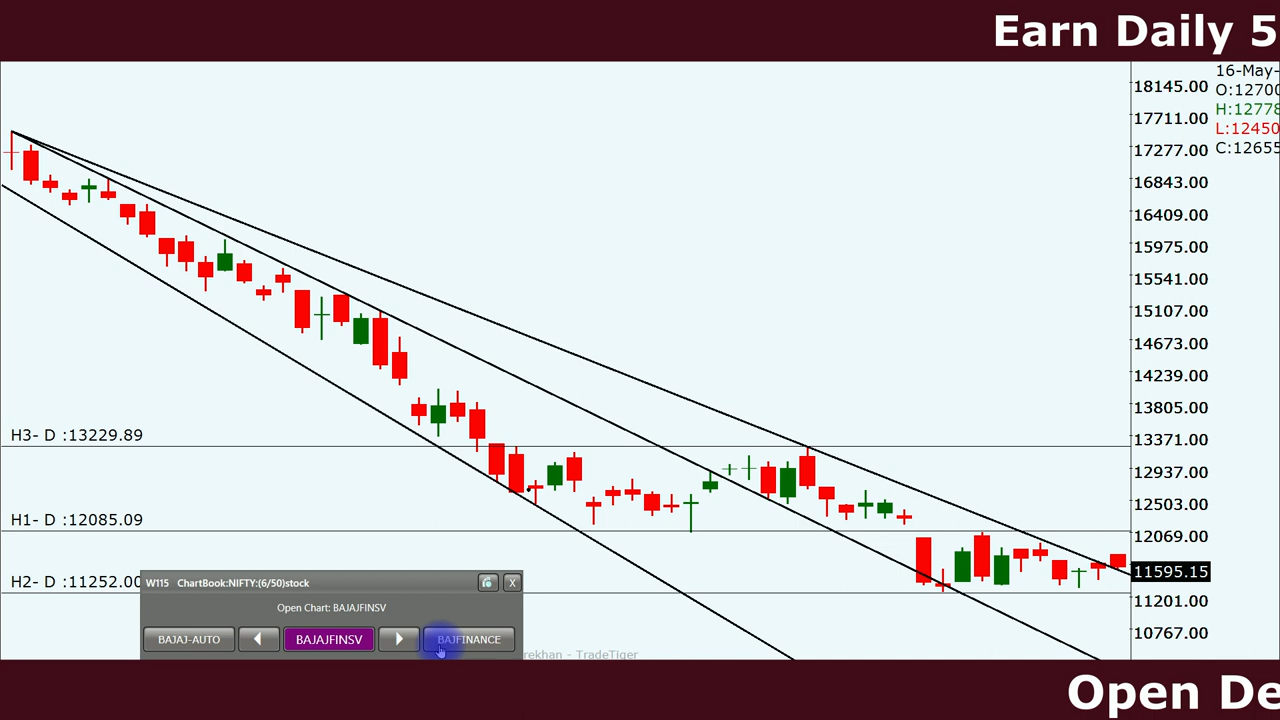 Earn Daily 5
16-May-
O:12700
H:12778
L:12450
C:12655
18145.00
17711.00
17277.00
16843.00
16409.00
15975.00
15541.00
15107.00
14673.00
14239.00
13805.00
13371.00
12937.00
12503.00
12069.00
11595.15
11201.00
10767.00
H3- D :13229.89
H1- D :12085.09
H2- D :11252.00
W115 ChartBook:NIFTY:(6/50)stock X
Open Chart: BAJAJFINSV
BAJAJ-AUTO BAJAJFINSV BAJFINANCE
rekhan - TradeTiger
Open De